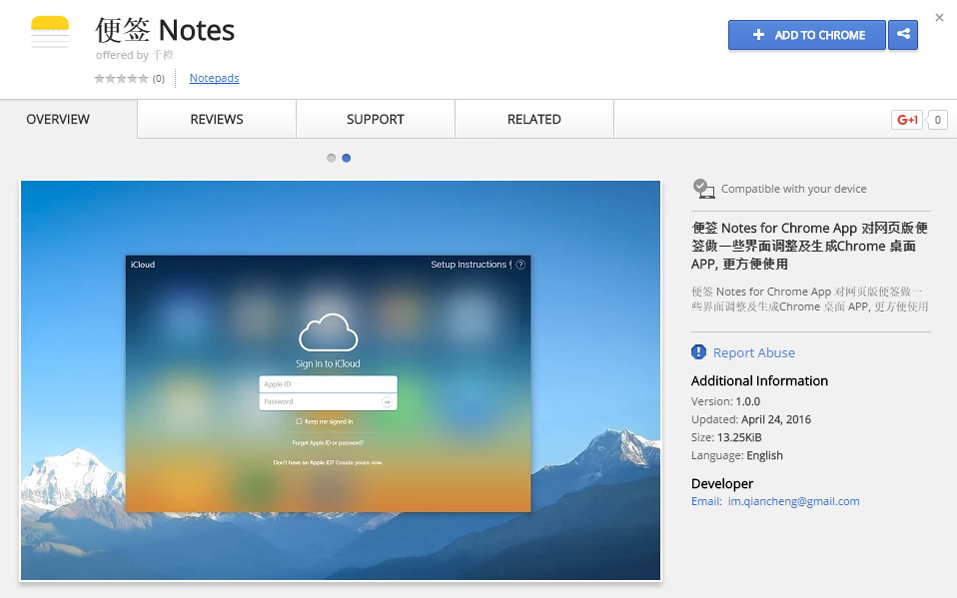 便签 Notes
offered by 千橙
(0)
Notepads
ADD TO CHROME
OVERVIEW
REVIEWS
SUPPORT
RELATED
G+1
0
iCloud
Setup Instructions
?
Sign in to iCloud
Apple ID
Password
Keep me signed in
Forgot Apple ID or password?
Don't have an Apple ID? Create yours now.
Compatible with your device
便签 Notes for Chrome App 对网页版便
签做一些界面调整及生成Chrome 桌面
APP, 更方便使用
便签 Notes for Chrome App 对网页版便签做一
些界面调整及生成Chrome 桌面 APP, 更方便使用
Report Abuse
Additional Information
Version: 1.0.0
Updated: April 24, 2016
Size: 13.25KiB
Language: English
Developer
Email: im.qiancheng@gmail.com